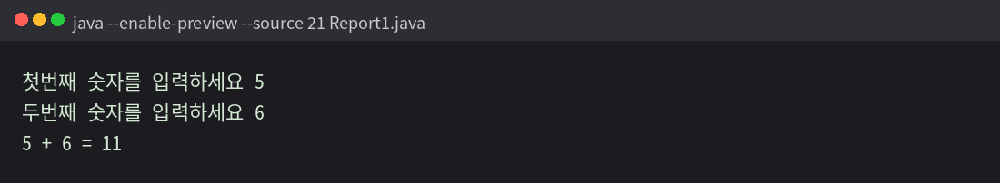 java --enable-preview --source 21 Report1.java
첫번째 숫자를 입력하세요 5
두번째 숫자를 입력하세요 6
5 + 6 = 11